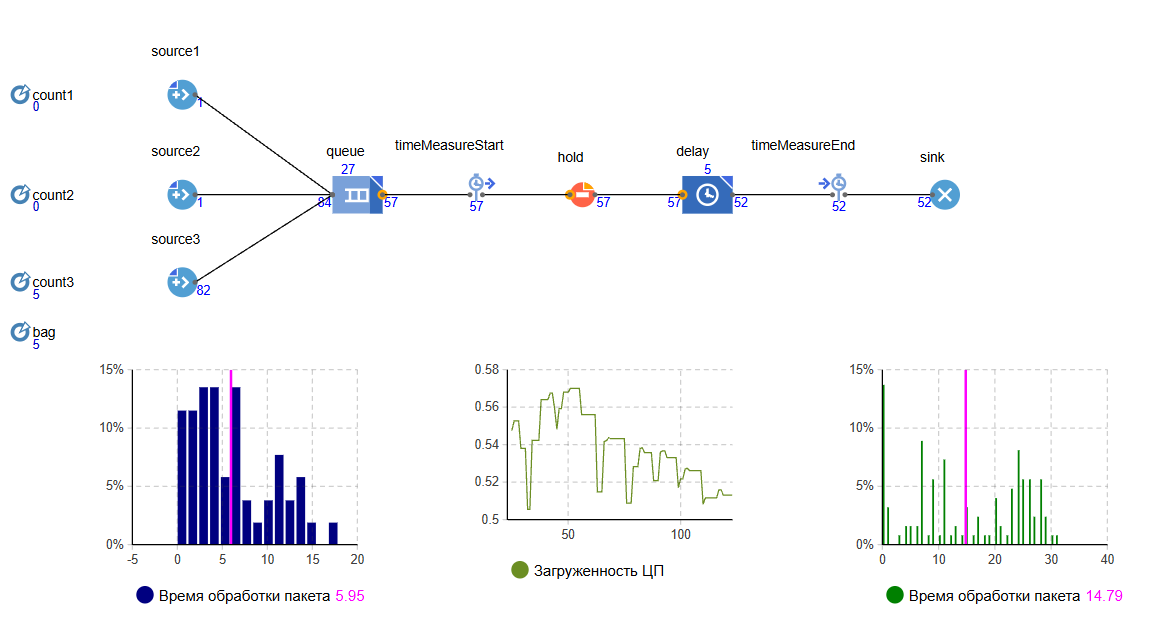 source1
count1
0
1
source2
queue
27
timeMeasureStart
hold
delay
5
timeMeasureEnd
sink
count2
0
1
84
57
57
57
57
52
52
52
source3
count3
5
82
bag
5
15%
10%
5%
0%
-5
0
5
10
15
20
Время обработки пакета 5.95
0.58
0.56
0.54
0.52
0.5
50
100
Загруженность ЦП
15%
10%
5%
0%
0
10
20
30
40
Время обработки пакета 14.79